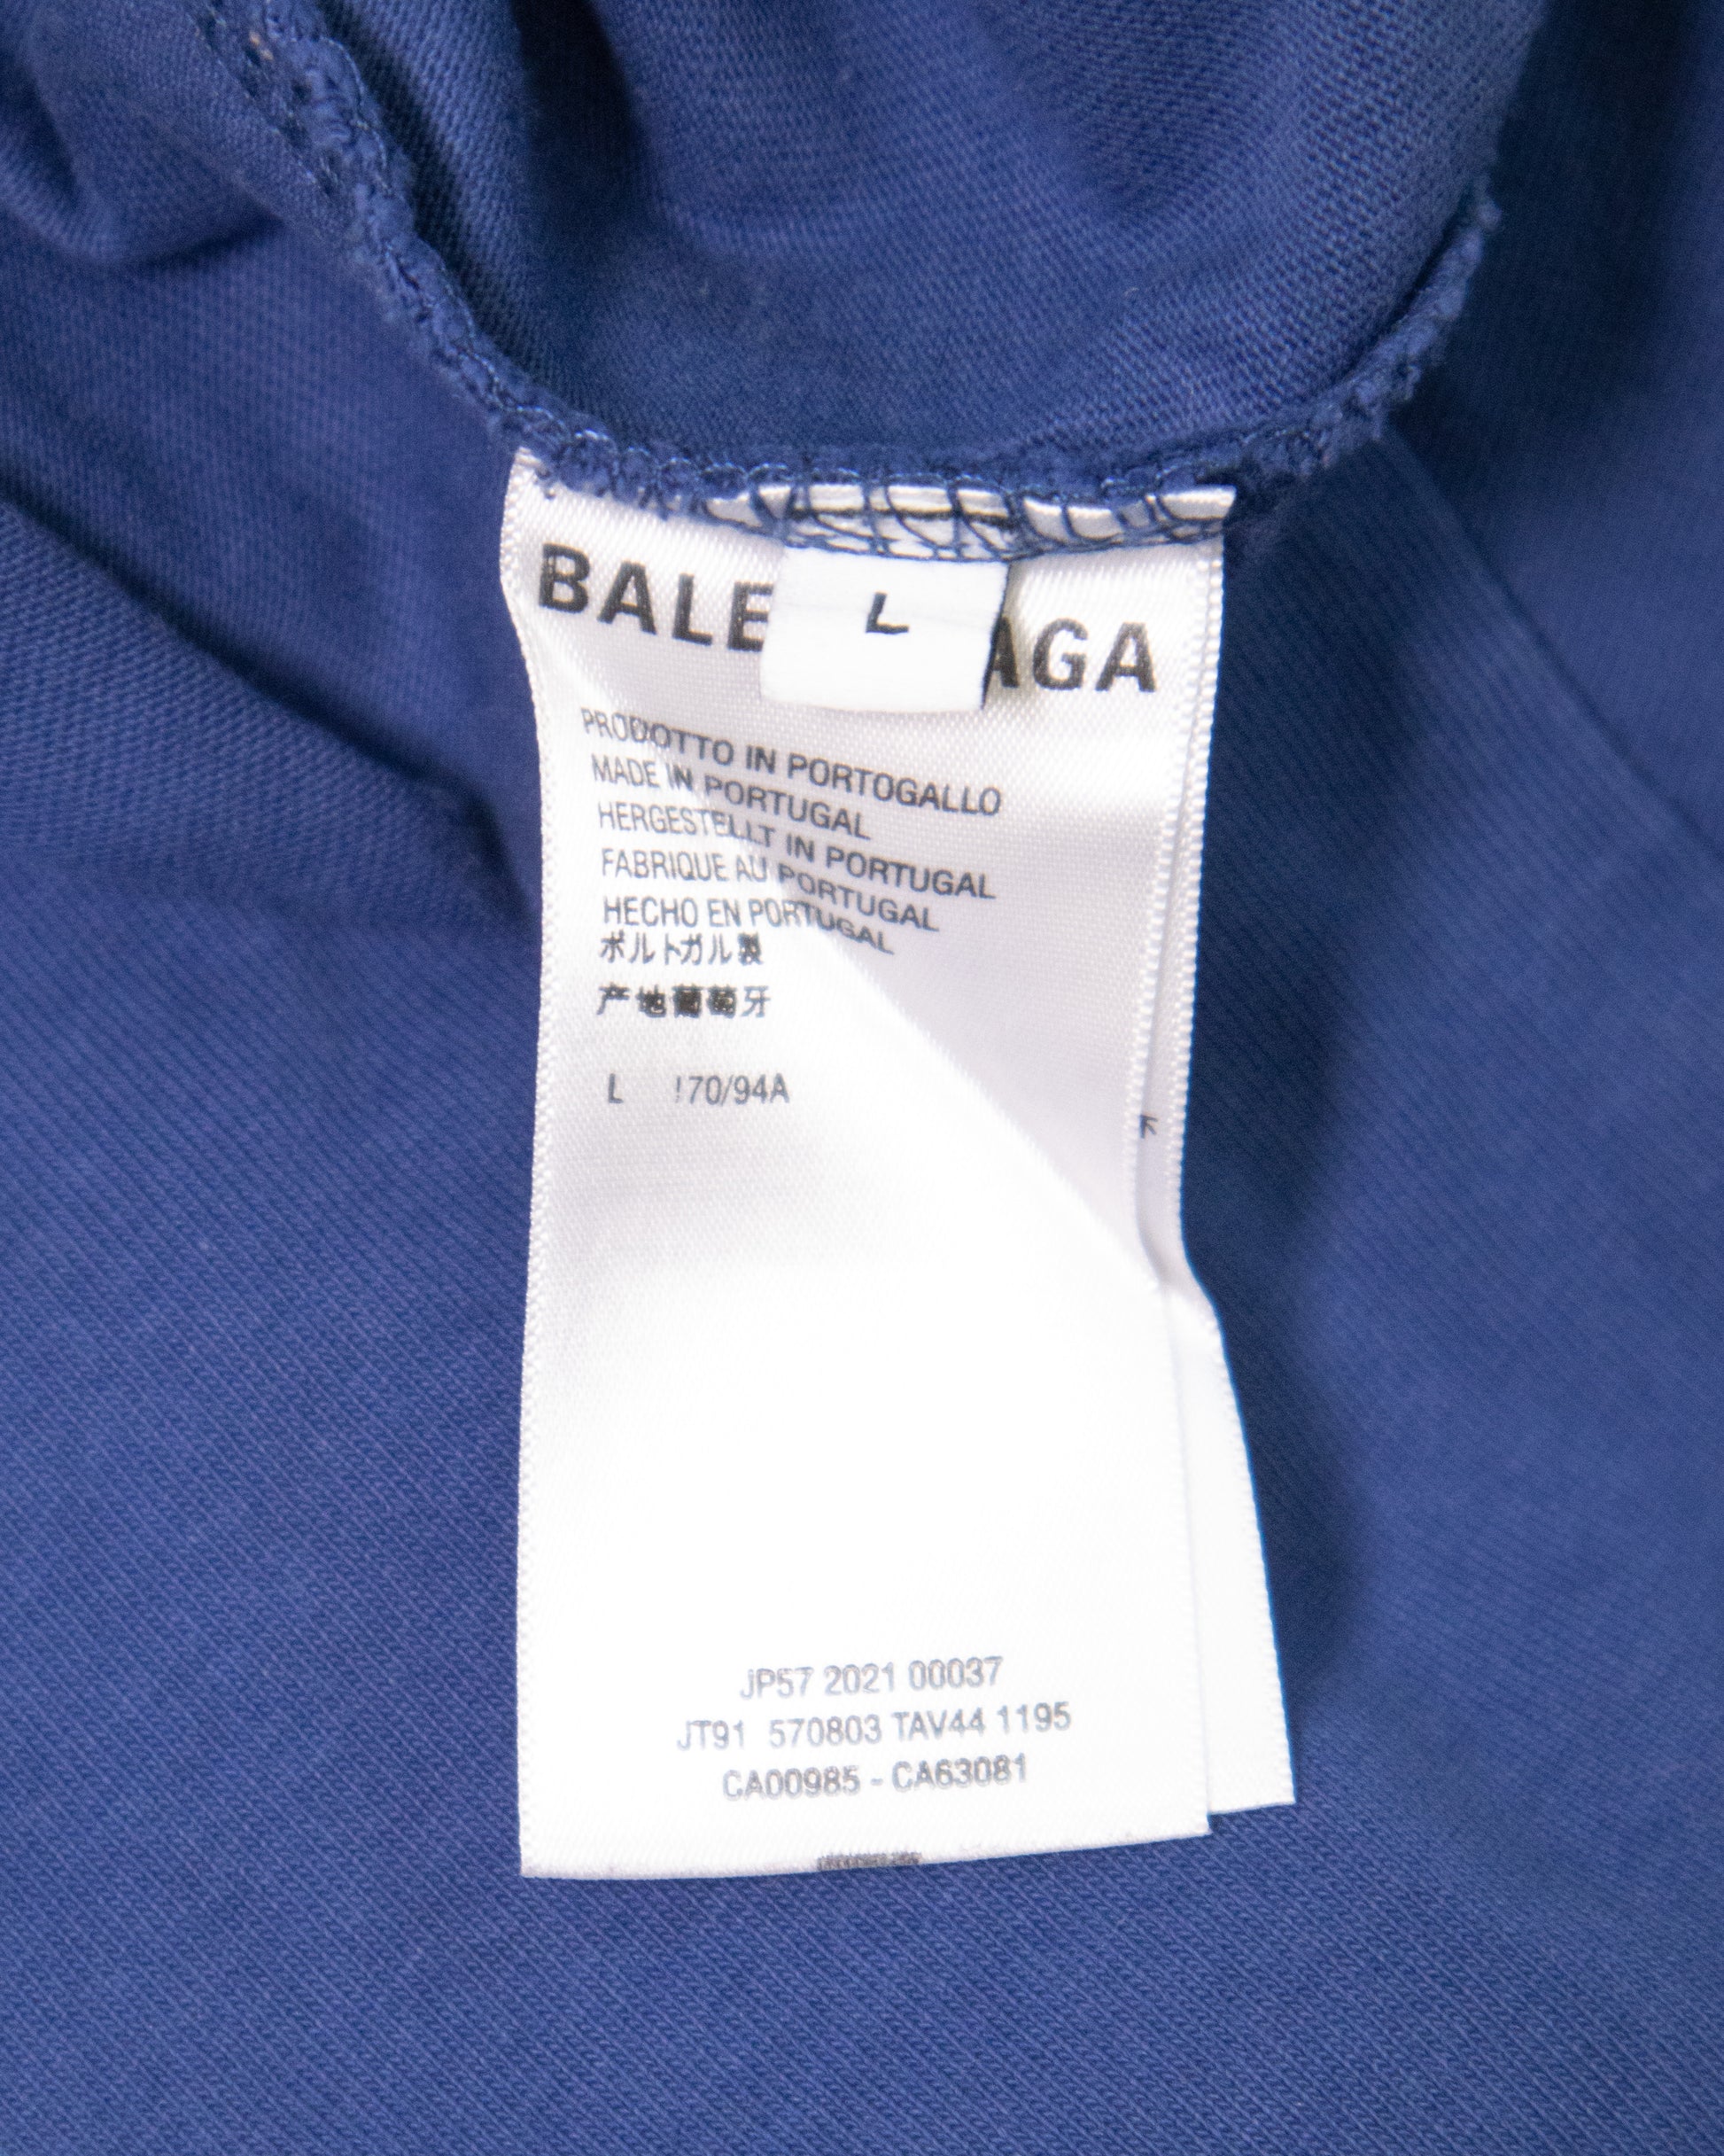 BALE AGA
L
PRODOTTO IN PORTOGALLO
MADE IN PORTUGAL
HERGESTELLT IN PORTUGAL
FABRIQUE AU PORTUGAL
HECHO EN PORTUGAL
ポルトガル製
产地葡萄牙
L 170/94A
JP57 2021 00037
JT91 570803 TAV44 1195
CA00985 - CA63081